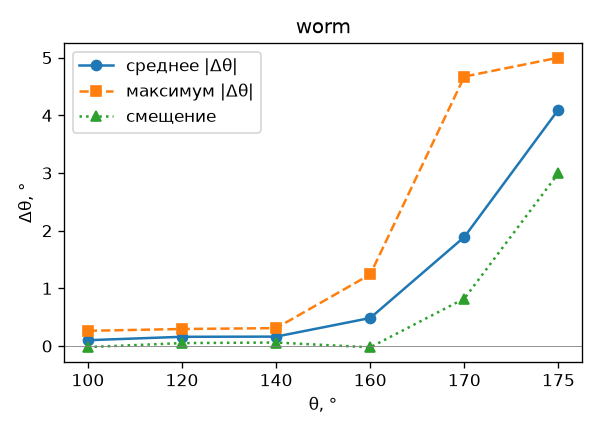 worm
среднее |Δθ|
максимум |Δθ|
смещение
Δθ, °
5
4
3
2
1
0
100 120 140 160 170 175
θ, °